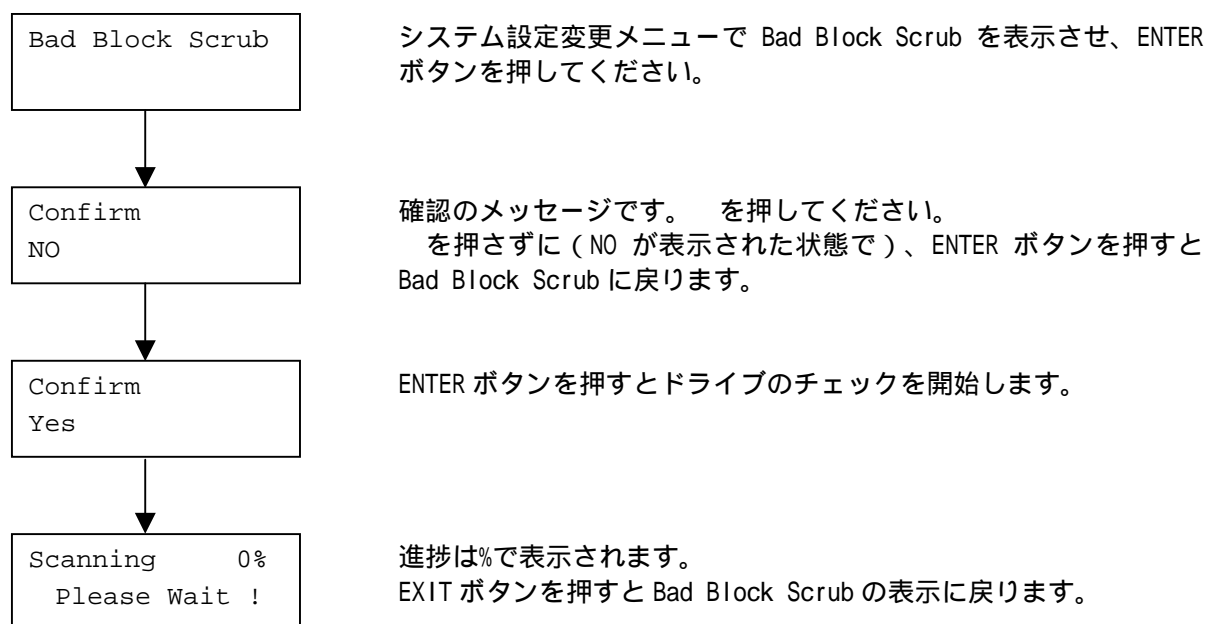 Bad Block Scrub
システム設定変更メニューで Bad Block Scrub を表示させ、ENTER
ボタンを押してください。
Confirm
NO
確認のメッセージです。　を押してください。
　を押さずに(NO が表示された状態で)、ENTER ボタンを押すと
Bad Block Scrub に戻ります。
Confirm
Yes
ENTER ボタンを押すとドライブのチェックを開始します。
Scanning 0%
Please Wait !
進捗は%で表示されます。
EXIT ボタンを押すと Bad Block Scrub の表示に戻ります。